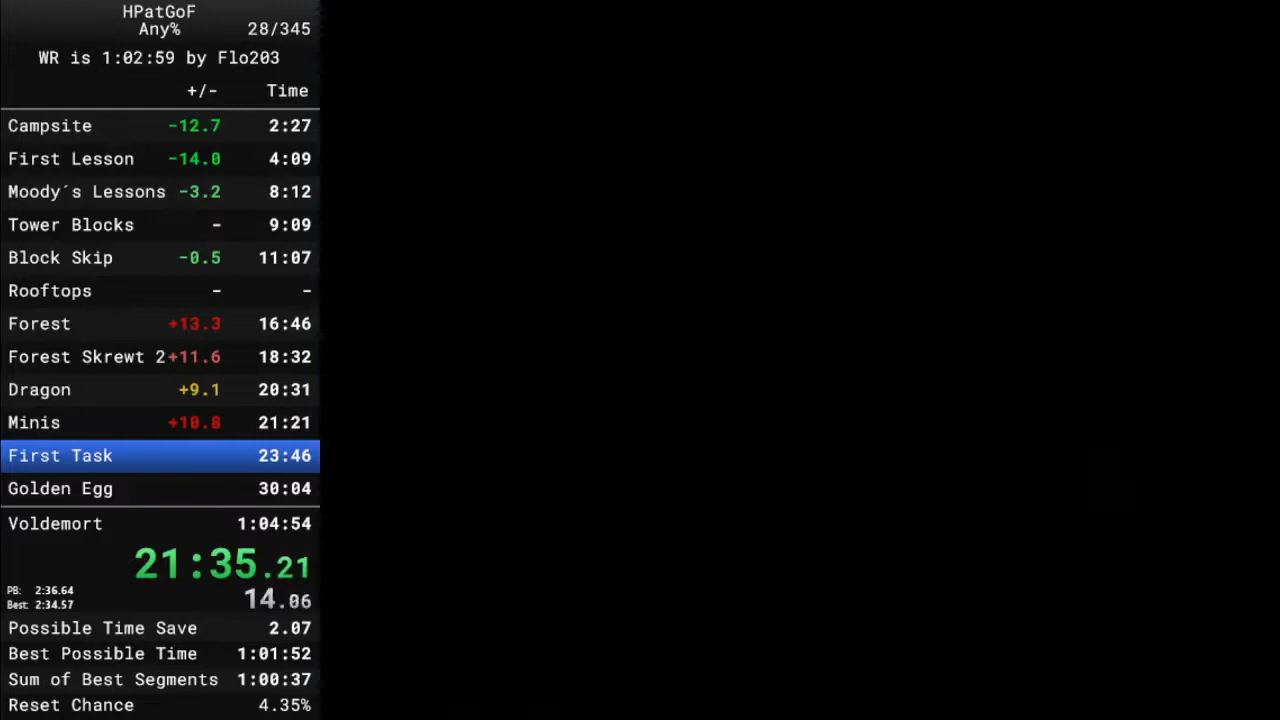 HPatGoF
Any% 28/345
WR is 1:02:59 by Flo203
+/- Time
Campsite -12.7 2:27
First Lesson -14.0 4:09
Moody´s Lessons -3.2 8:12
Tower Blocks - 9:09
Block Skip -0.5 11:07
Rooftops - -
Forest +13.3 16:46
Forest Skrewt 2 +11.6 18:32
Dragon +9.1 20:31
Minis +10.8 21:21
First Task 23:46
Golden Egg 30:04
Voldemort 1:04:54
21:35.21
PB: 2:36.64
Best: 2:34.57
14.06
Possible Time Save 2.07
Best Possible Time 1:01:52
Sum of Best Segments 1:00:37
Reset Chance 4.35%